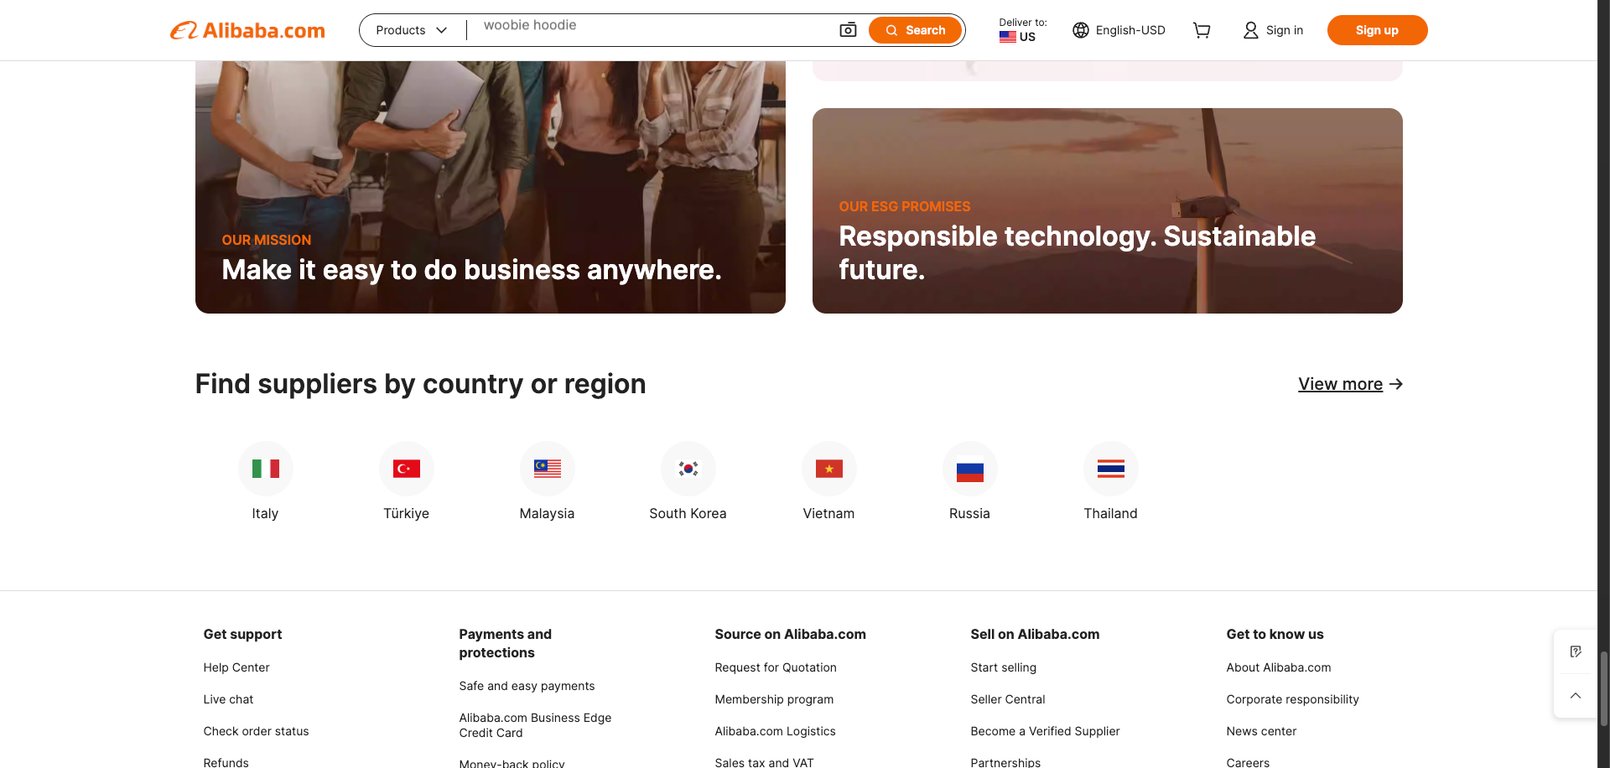 Alibaba.com
Products
woobie hoodie
Search
Deliver to:
US
English-USD
Sign in
Sign up
OUR MISSION
Make it easy to do business anywhere.
OUR ESG PROMISES
Responsible technology. Sustainable
future.
Find suppliers by country or region
View more
Italy
Türkiye
Malaysia
South Korea
Vietnam
Russia
Thailand
Get support
Help Center
Live chat
Check order status
Refunds
Payments and
protections
Safe and easy payments
Alibaba.com Business Edge
Credit Card
Money-back policy
Source on Alibaba.com
Request for Quotation
Membership program
Alibaba.com Logistics
Sales tax and VAT
Sell on Alibaba.com
Start selling
Seller Central
Become a Verified Supplier
Partnerships
Get to know us
About Alibaba.com
Corporate responsibility
News center
Careers